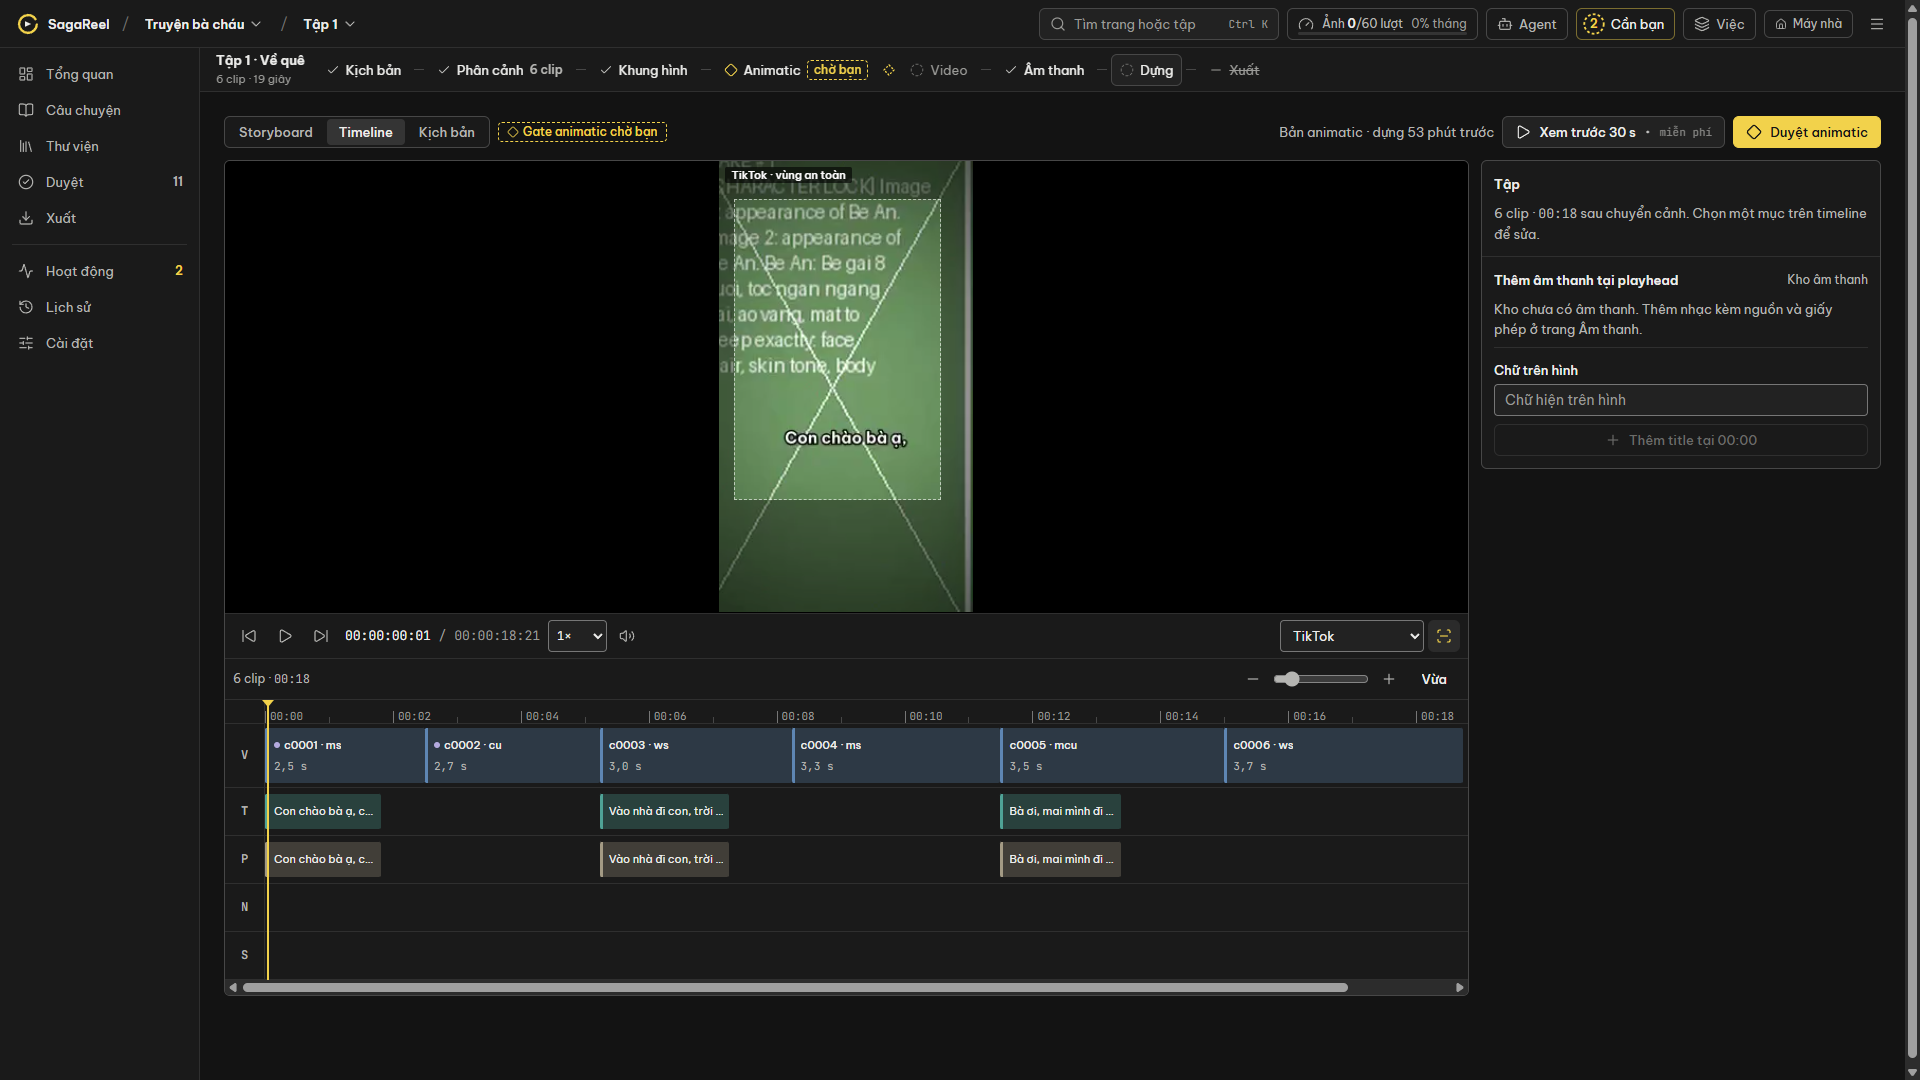 SagaReel / Truyện bà cháu / Tập 1
Tìm trang hoặc tập Ctrl K
Ảnh 0/60 lượt 0% tháng
Agent
2 Cần bạn
Việc
Máy nhà
Tổng quan
Câu chuyện
Thư viện
Duyệt 11
Xuất
Hoạt động 2
Lịch sử
Cài đặt
Tập 1 · Về quê
6 clip · 19 giây
Kịch bản
Phân cảnh 6 clip
Khung hình
Animatic chờ bạn
Video
Âm thanh
Dựng
Xuất
Storyboard Timeline Kịch bản
Gate animatic chờ bạn
Bản animatic · dựng 53 phút trước
Xem trước 30 s · miễn phí
Duyệt animatic
TikTok · vùng an toàn
HARACTER LOCK] Image
appearance of Be An.
mage 2: appearance of
e An. Be An: Be gai 8
uoi, toc ngan ngang
ai, ao vang, mat to
eep exactly: face,
air, skin tone, body
Con chào bà ạ,
00:00:00:01 / 00:00:18:21
1×
TikTok
6 clip · 00:18
Vừa
00:00 00:02 00:04 00:06 00:08 00:10 00:12 00:14 00:16 00:18
V
c0001 · ms
2,5 s
c0002 · cu
2,7 s
c0003 · ws
3,0 s
c0004 · ms
3,3 s
c0005 · mcu
3,5 s
c0006 · ws
3,7 s
T
Con chào bà ạ, c...
Vào nhà đi con, trời ...
Bà ơi, mai mình đi ...
P
Con chào bà ạ, c...
Vào nhà đi con, trời ...
Bà ơi, mai mình đi ...
N
S
Tập
6 clip · 00:18 sau chuyển cảnh. Chọn một mục trên timeline
để sửa.
Thêm âm thanh tại playhead
Kho âm thanh
Kho chưa có âm thanh. Thêm nhạc kèm nguồn và giấy
phép ở trang Âm thanh.
Chữ trên hình
Chữ hiện trên hình
Thêm title tại 00:00